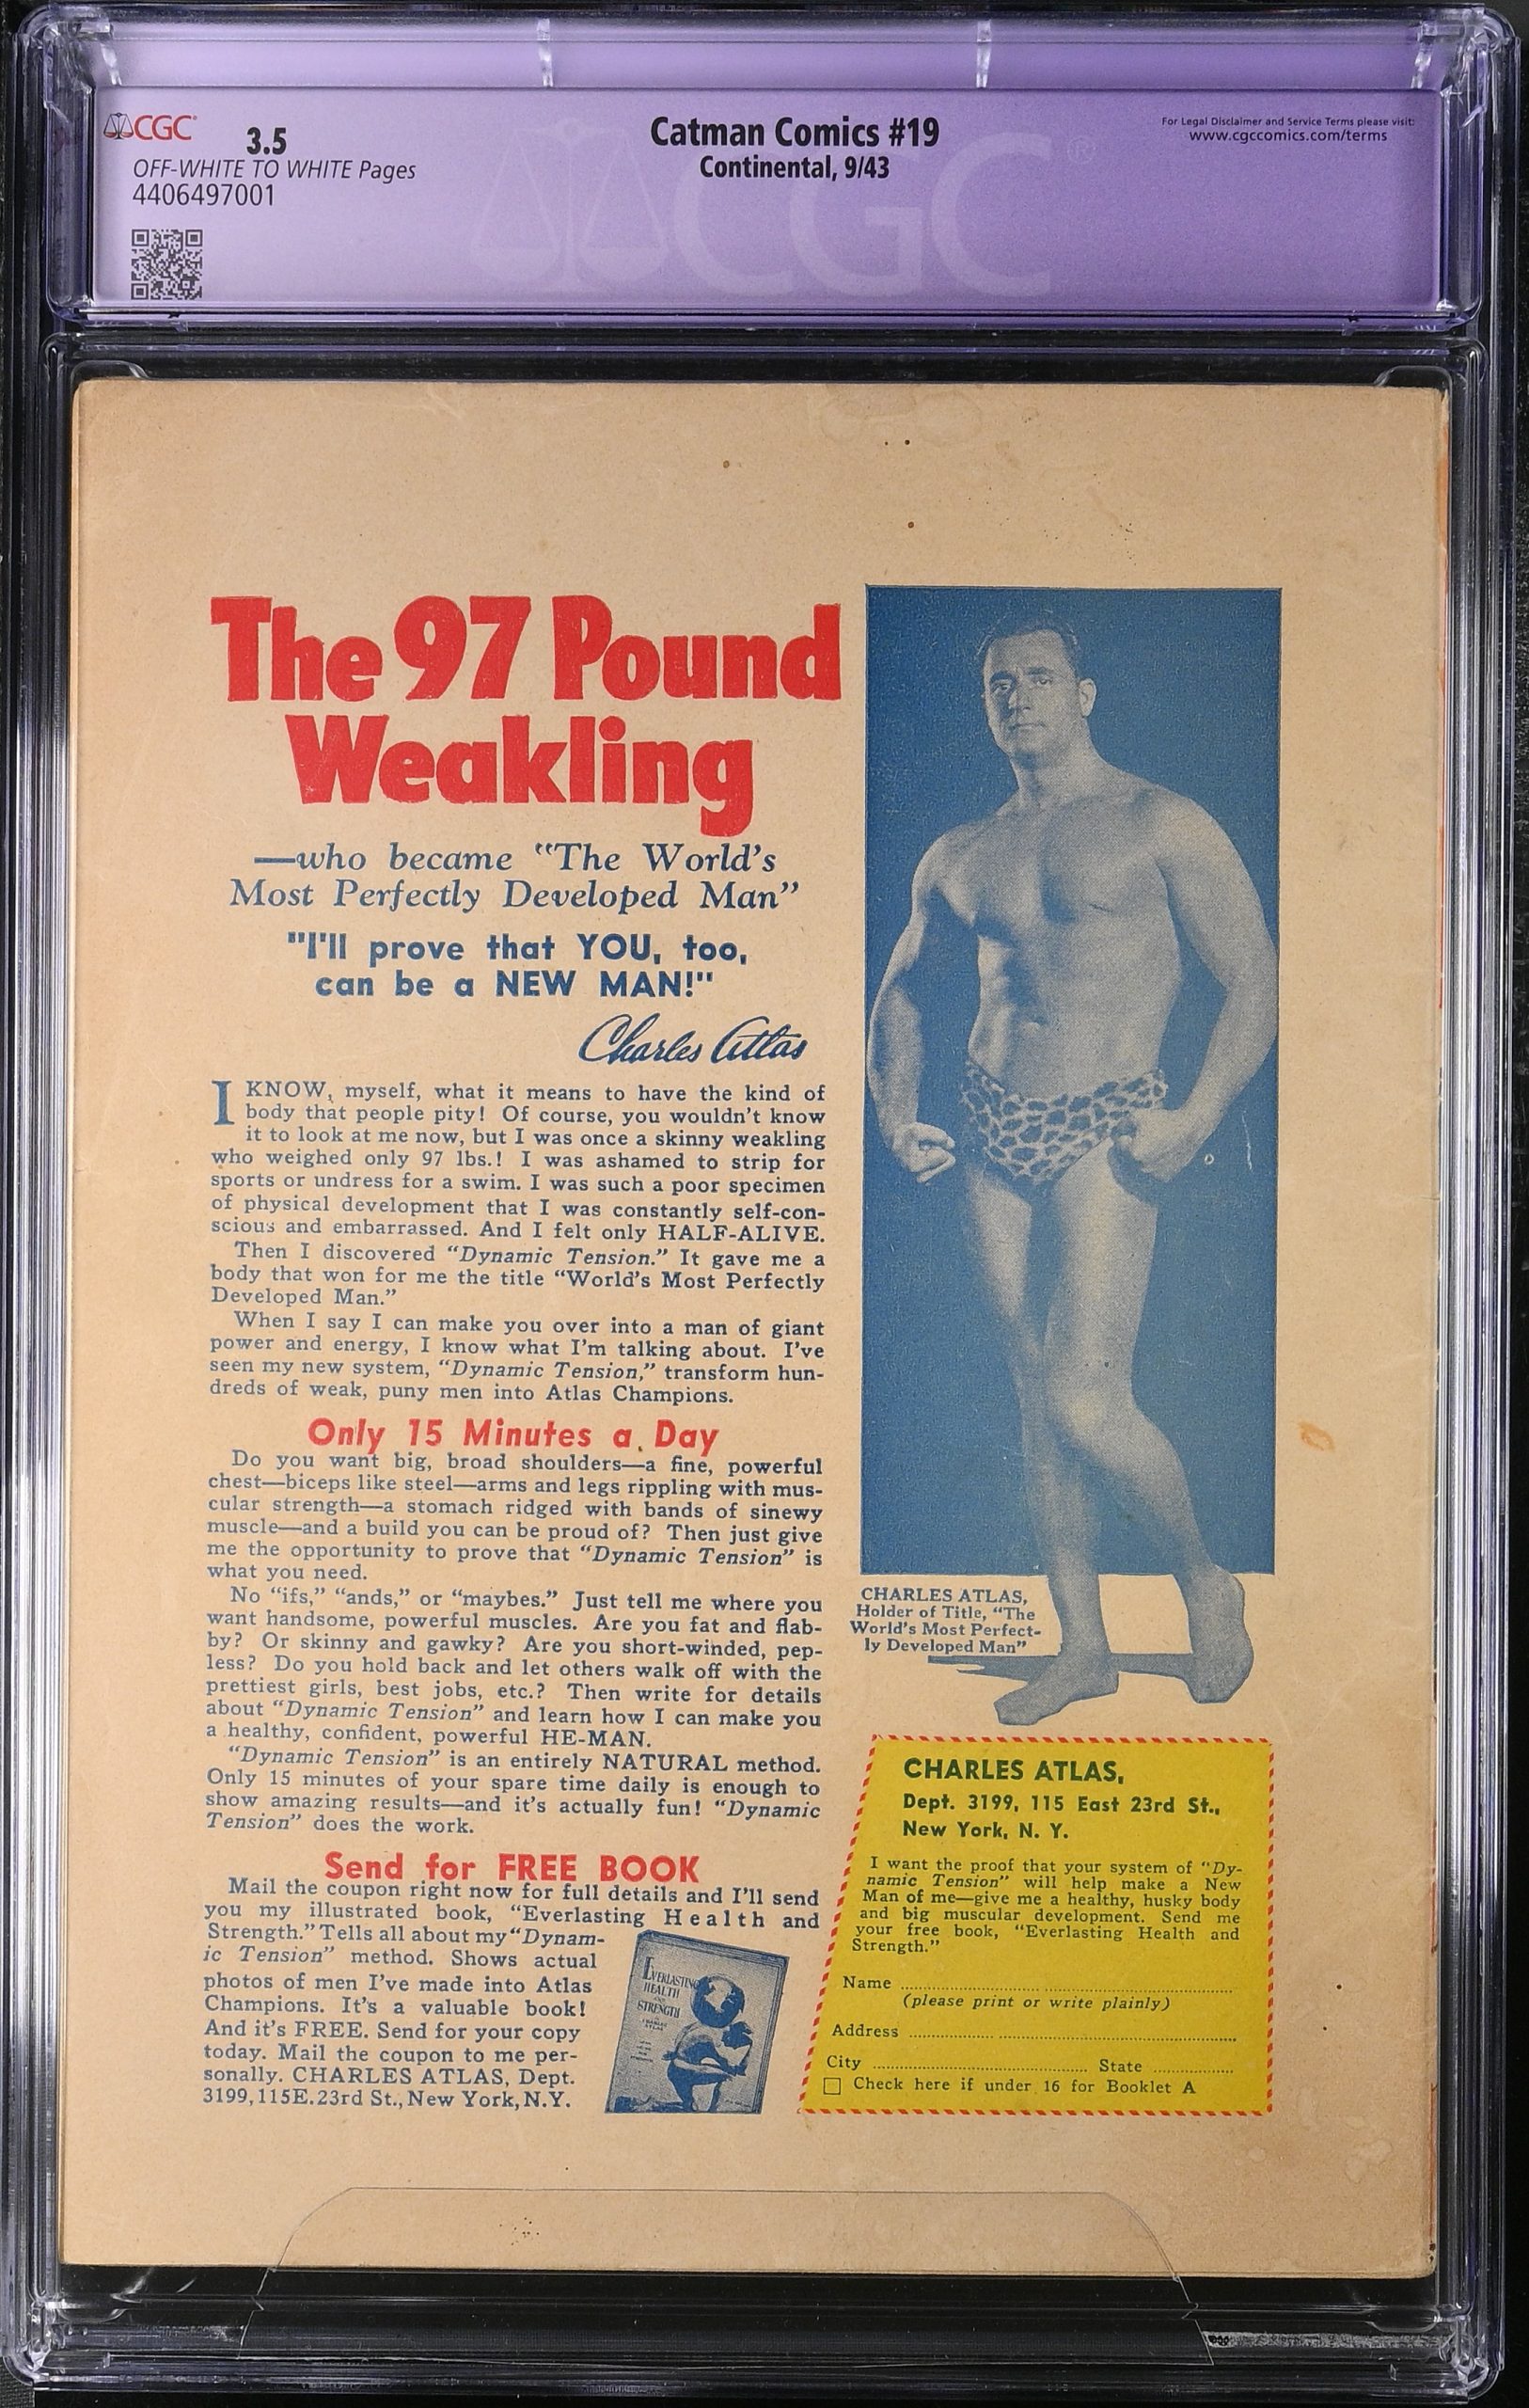 CGC
3.5
OFF-WHITE TO WHITE Pages
4406497001
Catman Comics #19
Continental, 9/43
For Legal Disclaimer and Service Terms please visit:
www.cgccomics.com/terms
CGC
The 97 Pound
Weakling
—who became "The World's
Most Perfectly Developed Man"
"I'll prove that YOU, too,
can be a NEW MAN!"
Charles Atlas
I KNOW, myself, what it means to have the kind of
body that people pity! Of course, you wouldn't know
it to look at me now, but I was once a skinny weakling
who weighed only 97 lbs.! I was ashamed to strip for
sports or undress for a swim. I was such a poor specimen
of physical development that I was constantly self-con-
scious and embarrassed. And I felt only HALF-ALIVE.
Then I discovered "Dynamic Tension." It gave me a
body that won for me the title "World's Most Perfectly
Developed Man."
When I say I can make you over into a man of giant
power and energy, I know what I'm talking about. I've
seen my new system, "Dynamic Tension," transform hun-
dreds of weak, puny men into Atlas Champions.
Only 15 Minutes a Day
Do you want big, broad shoulders—a fine, powerful
chest—biceps like steel—arms and legs rippling with mus-
cular strength—a stomach ridged with bands of sinewy
muscle—and a build you can be proud of? Then just give
me the opportunity to prove that "Dynamic Tension" is
what you need.
No "ifs," "ands," or "maybes." Just tell me where you
want handsome, powerful muscles. Are you fat and flab-
by? Or skinny and gawky? Are you short-winded, pep-
less? Do you hold back and let others walk off with the
prettiest girls, best jobs, etc.? Then write for details
about "Dynamic Tension" and learn how I can make you
a healthy, confident, powerful HE-MAN.
"Dynamic Tension" is an entirely NATURAL method.
Only 15 minutes of your spare time daily is enough to
show amazing results—and it's actually fun! "Dynamic
Tension" does the work.
Send for FREE BOOK
Mail the coupon right now for full details and I'll send
you my illustrated book, "Everlasting Health and
Strength." Tells all about my "Dynam-
ic Tension" method. Shows actual
photos of men I've made into Atlas
Champions. It's a valuable book!
And it's FREE. Send for your copy
today. Mail the coupon to me per-
sonally. CHARLES ATLAS, Dept.
3199, 115 E. 23rd St., New York, N.Y.
EVERLASTING
HEALTH
STRENGTH
CHARLES ATLAS,
Holder of Title, "The
World's Most Perfect-
ly Developed Man"
CHARLES ATLAS,
Dept. 3199, 115 East 23rd St.,
New York, N. Y.
I want the proof that your system of "Dy-
namic Tension" will help make a New
Man of me—give me a healthy, husky body
and big muscular development. Send me
your free book, "Everlasting Health and
Strength."
Name
(please print or write plainly)
Address
City State
Check here if under 16 for Booklet A